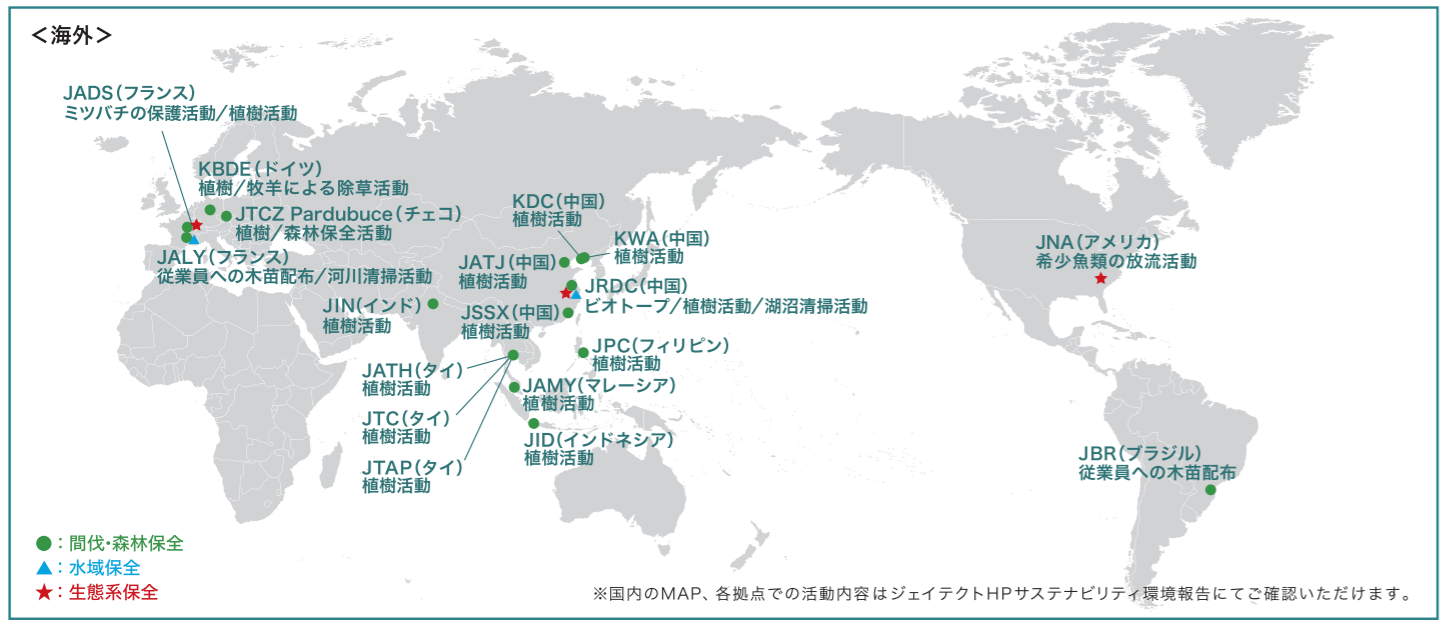 ＜海外＞
JADS（フランス）
ミツバチの保護活動/植樹活動
KBDE（ドイツ）
植樹/牧羊による除草活動
JTCZ Pardubuce（チェコ）
植樹/森林保全活動
JALY（フランス）
従業員への木苗配布/河川清掃活動
KDC（中国）
植樹活動
KWA（中国）
植樹活動
JATJ（中国）
植樹活動
JRDC（中国）
ビオトープ/植樹活動/湖沼清掃活動
JIN（インド）
植樹活動
JSSX（中国）
植樹活動
JPC（フィリピン）
植樹活動
JATH（タイ）
植樹活動
JAMY（マレーシア）
植樹活動
JTC（タイ）
植樹活動
JID（インドネシア）
植樹活動
JTAP（タイ）
植樹活動
JNA（アメリカ）
希少魚類の放流活動
JBR（ブラジル）
従業員への木苗配布
●：間伐・森林保全
▲：水域保全
★：生態系保全
※国内のMAP、各拠点での活動内容はジェイテクトHPサステナビリティ環境報告にてご確認いただけます。